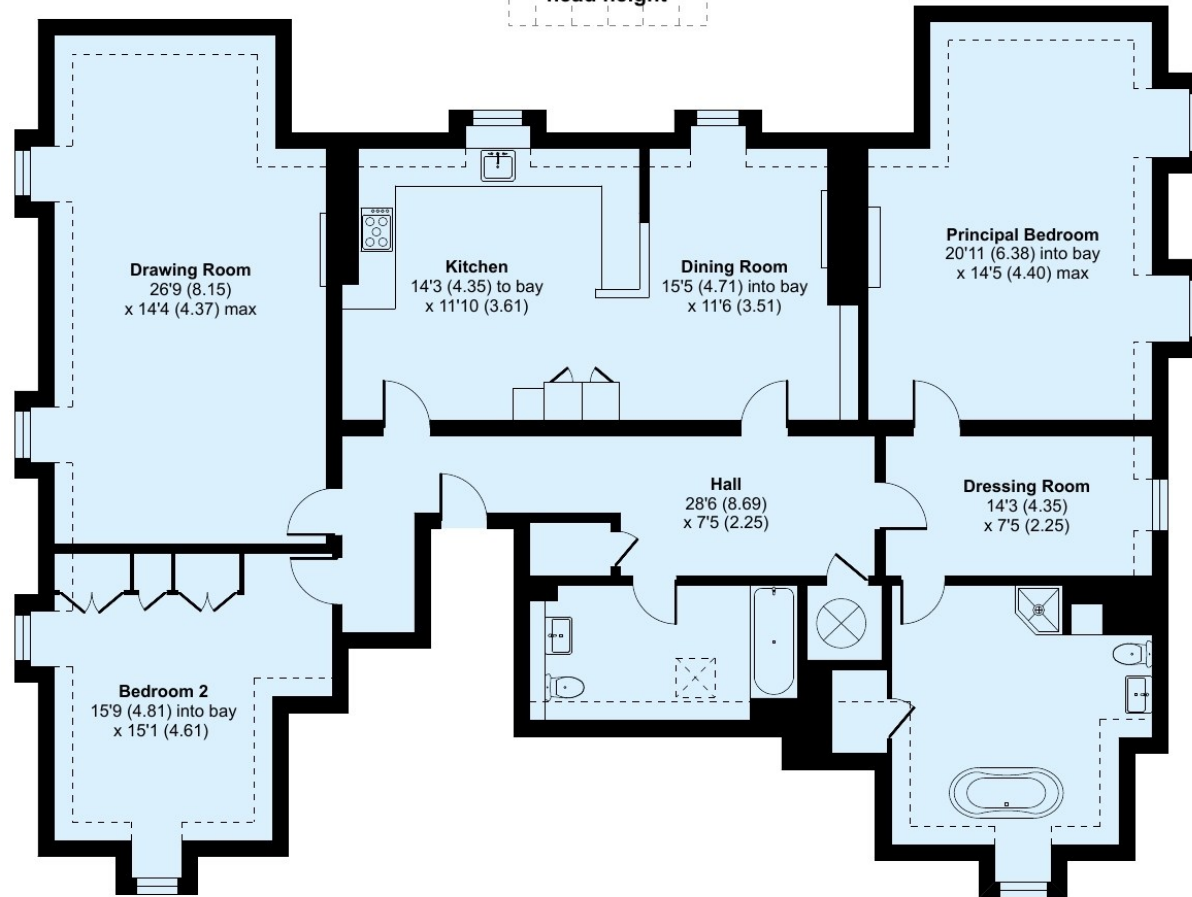 head height
Drawing Room
26'9 (8.15)
x 14'4 (4.37) max
Kitchen
14'3 (4.35) to bay
x 11'10 (3.61)
Dining Room
15'5 (4.71) into bay
x 11'6 (3.51)
Principal Bedroom
20'11 (6.38) into bay
x 14'5 (4.40) max
Hall
28'6 (8.69)
x 7'5 (2.25)
Dressing Room
14'3 (4.35)
x 7'5 (2.25)
Bedroom 2
15'9 (4.81) into bay
x 15'1 (4.61)